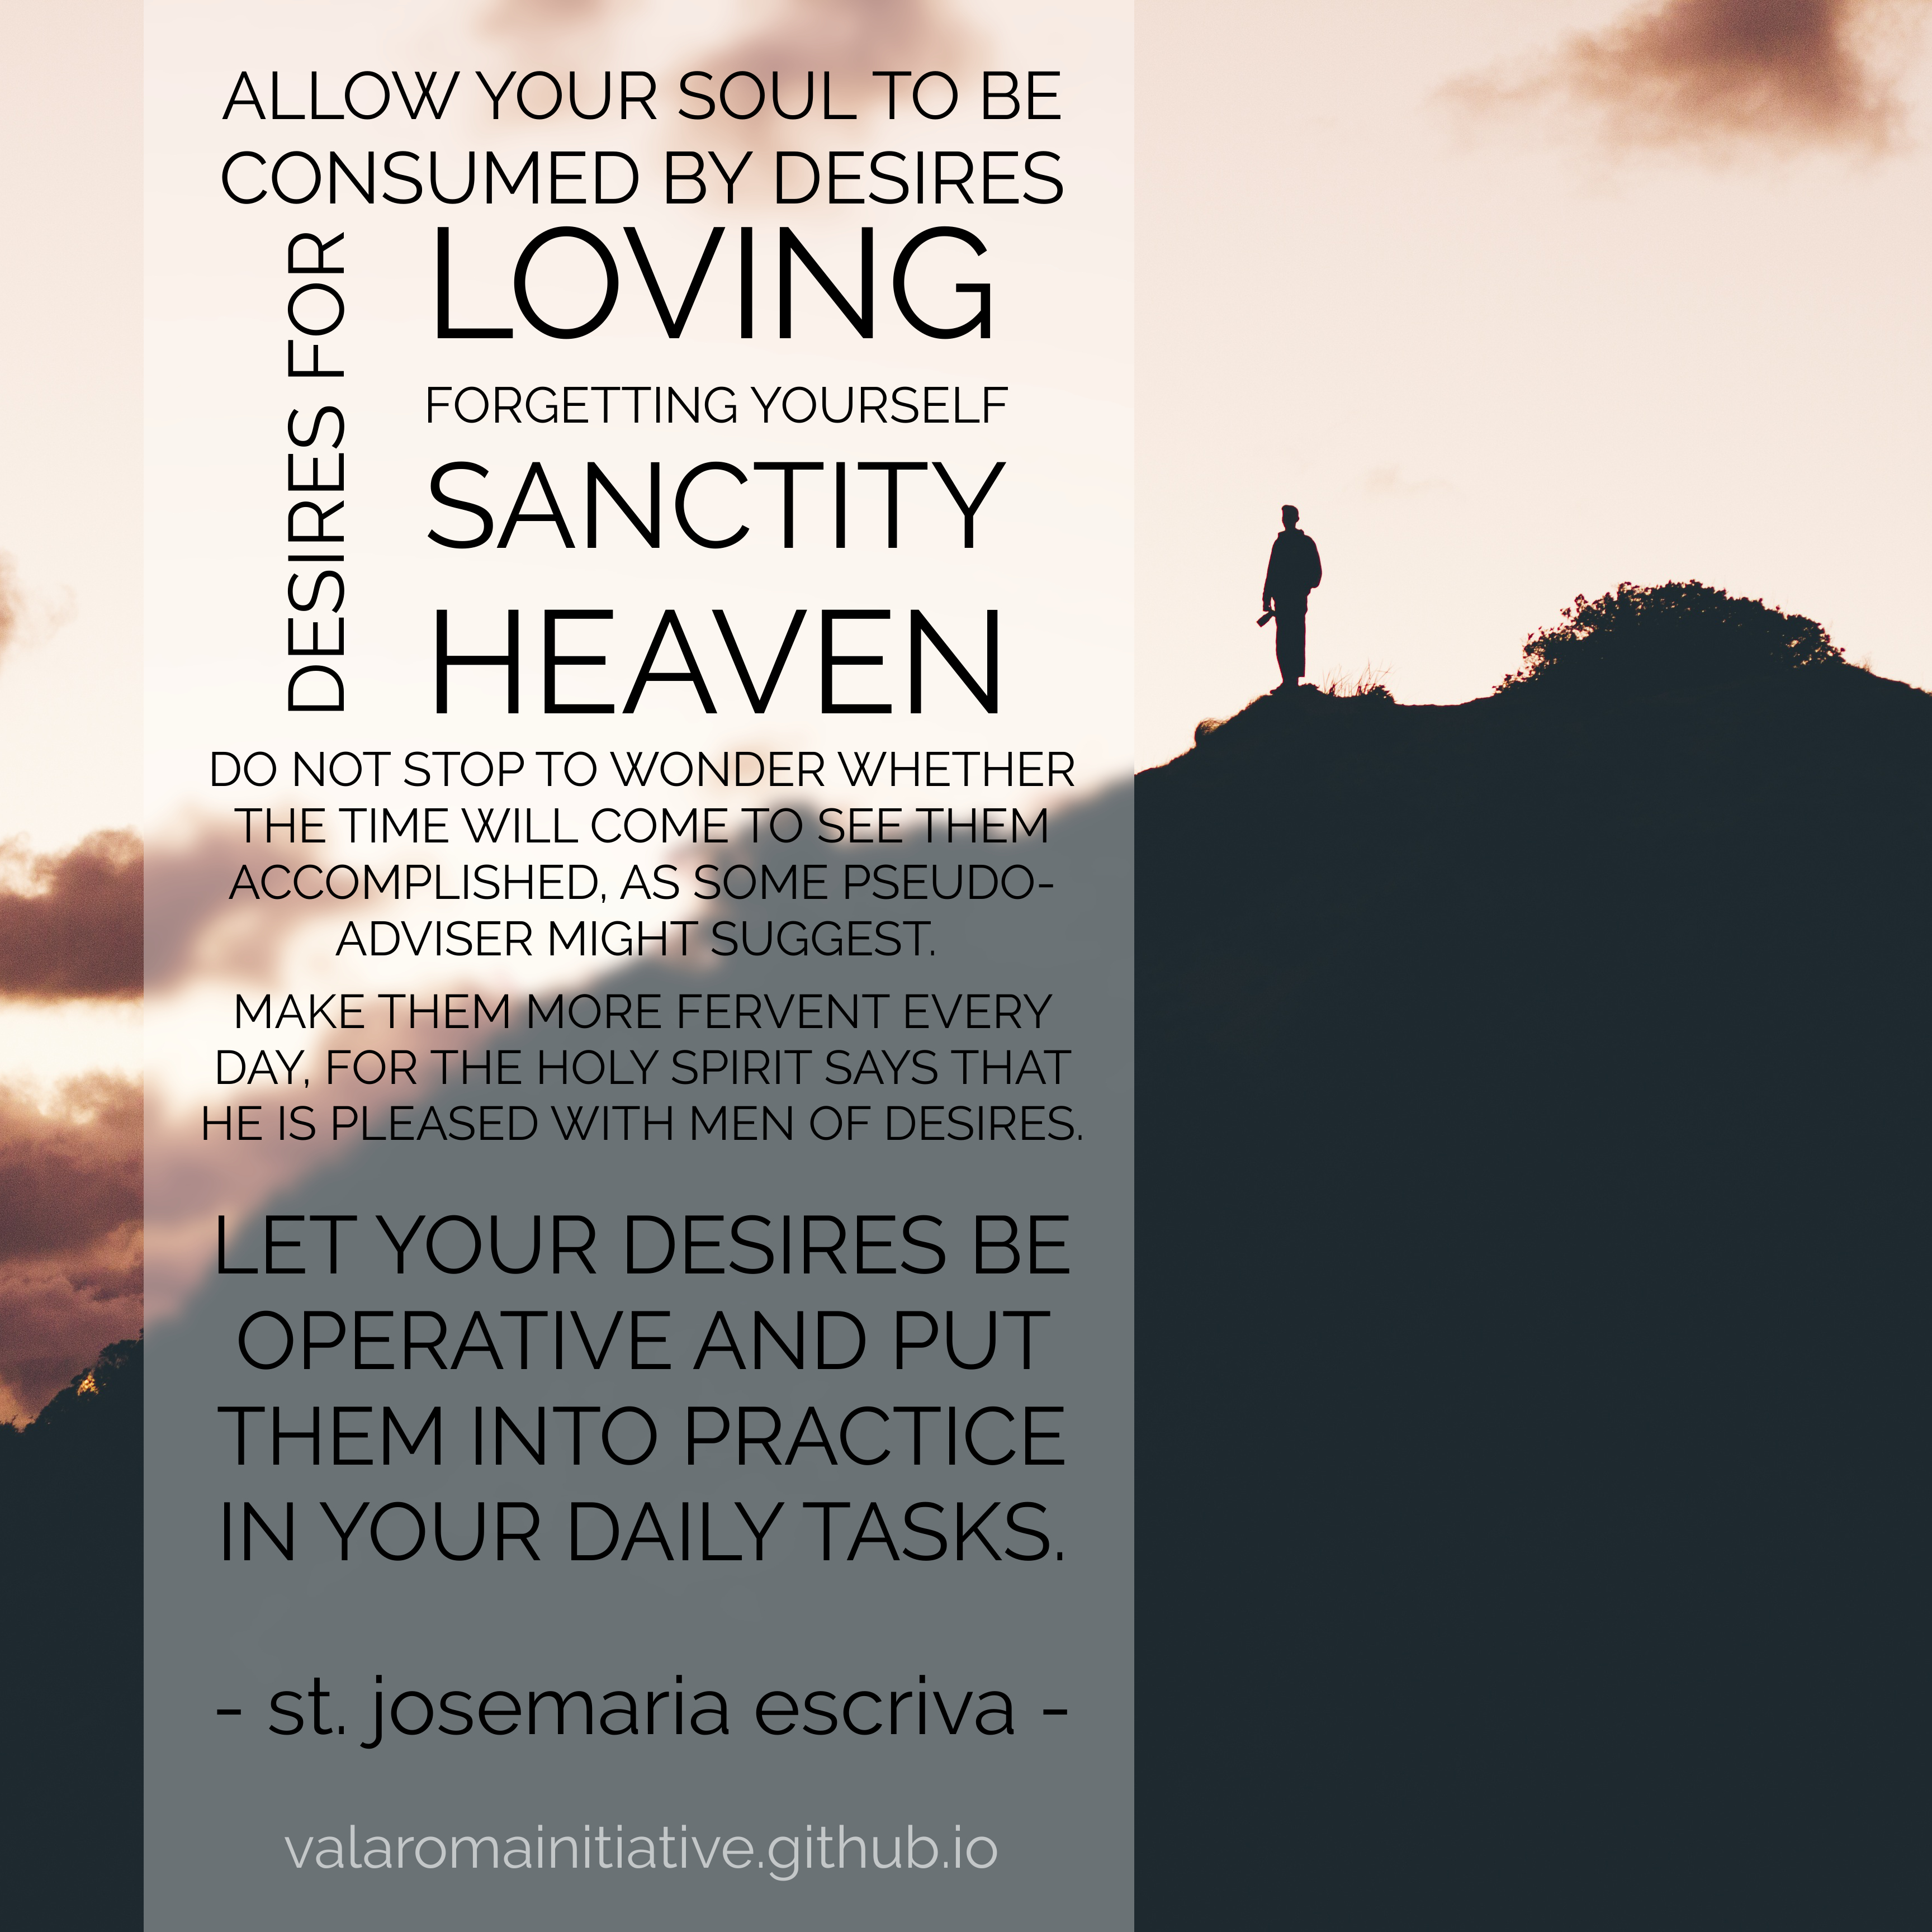 ALLOW YOUR SOUL TO BE
CONSUMED BY DESIRES
DESIRES FOR
LOVING
FORGETTING YOURSELF
SANCTITY
HEAVEN
DO NOT STOP TO WONDER WHETHER
THE TIME WILL COME TO SEE THEM
ACCOMPLISHED, AS SOME PSEUDO-
ADVISER MIGHT SUGGEST.
MAKE THEM MORE FERVENT EVERY
DAY, FOR THE HOLY SPIRIT SAYS THAT
HE IS PLEASED WITH MEN OF DESIRES.
LET YOUR DESIRES BE
OPERATIVE AND PUT
THEM INTO PRACTICE
IN YOUR DAILY TASKS.
- st. josemaria escriva -
valaromainitiative.github.io